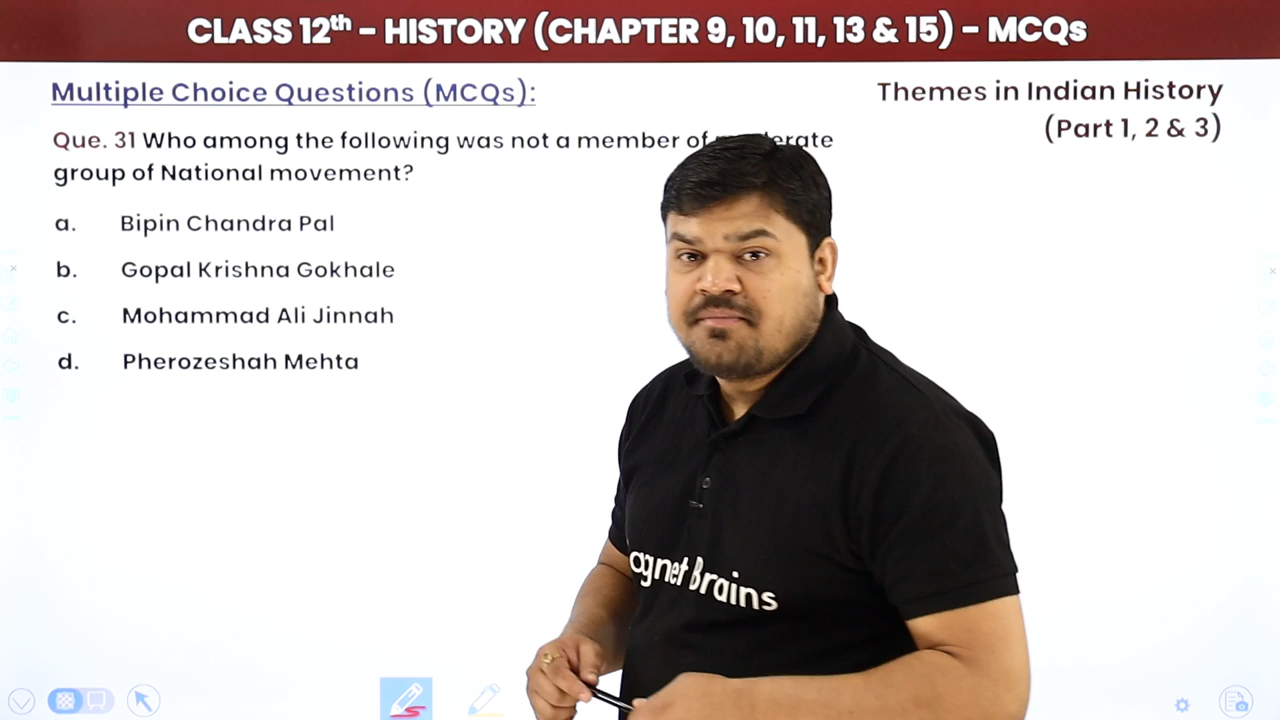 CLASS 12th - HISTORY (CHAPTER 9, 10, 11, 13 & 15) - MCQs
Multiple Choice Questions (MCQs):
Themes in Indian History
(Part 1, 2 & 3)
Que. 31 Who among the following was not a member of
group of National movement?
a. Bipin Chandra Pal
b. Gopal Krishna Gokhale
c. Mohammad Ali Jinnah
d. Pherozeshah Mehta
agnet Brains